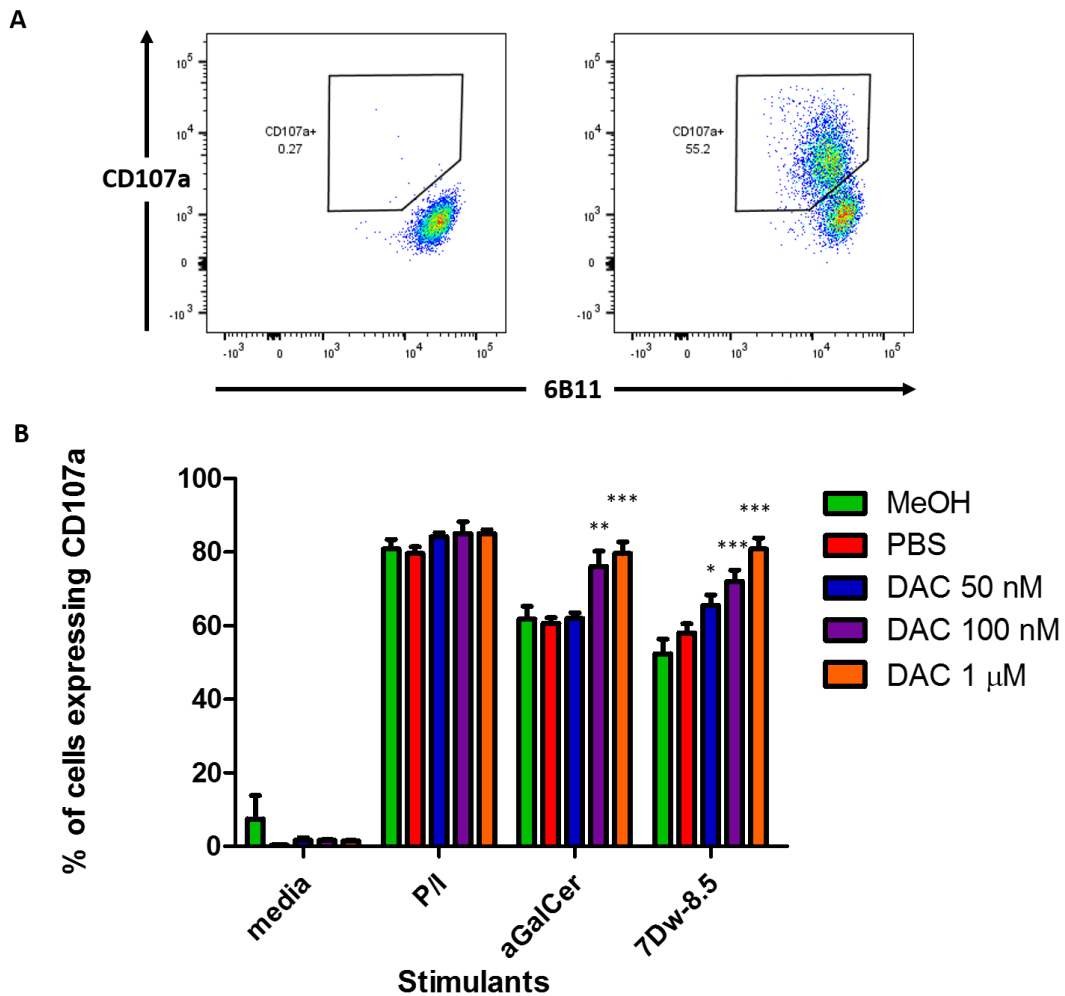 A
10^5
10^4
10^3
0
-10^3
CD107a+
0.27
-10^3 0 10^3 10^4 10^5
10^5
10^4
10^3
0
-10^3
CD107a+
55.2
-10^3 0 10^3 10^4 10^5
CD107a
6B11
B
% of cells expressing CD107a
100
80
60
40
20
0
**
***
*
***
***
media
P/I
aGalCer
7Dw-8.5
Stimulants
MeOH
PBS
DAC 50 nM
DAC 100 nM
DAC 1 μM